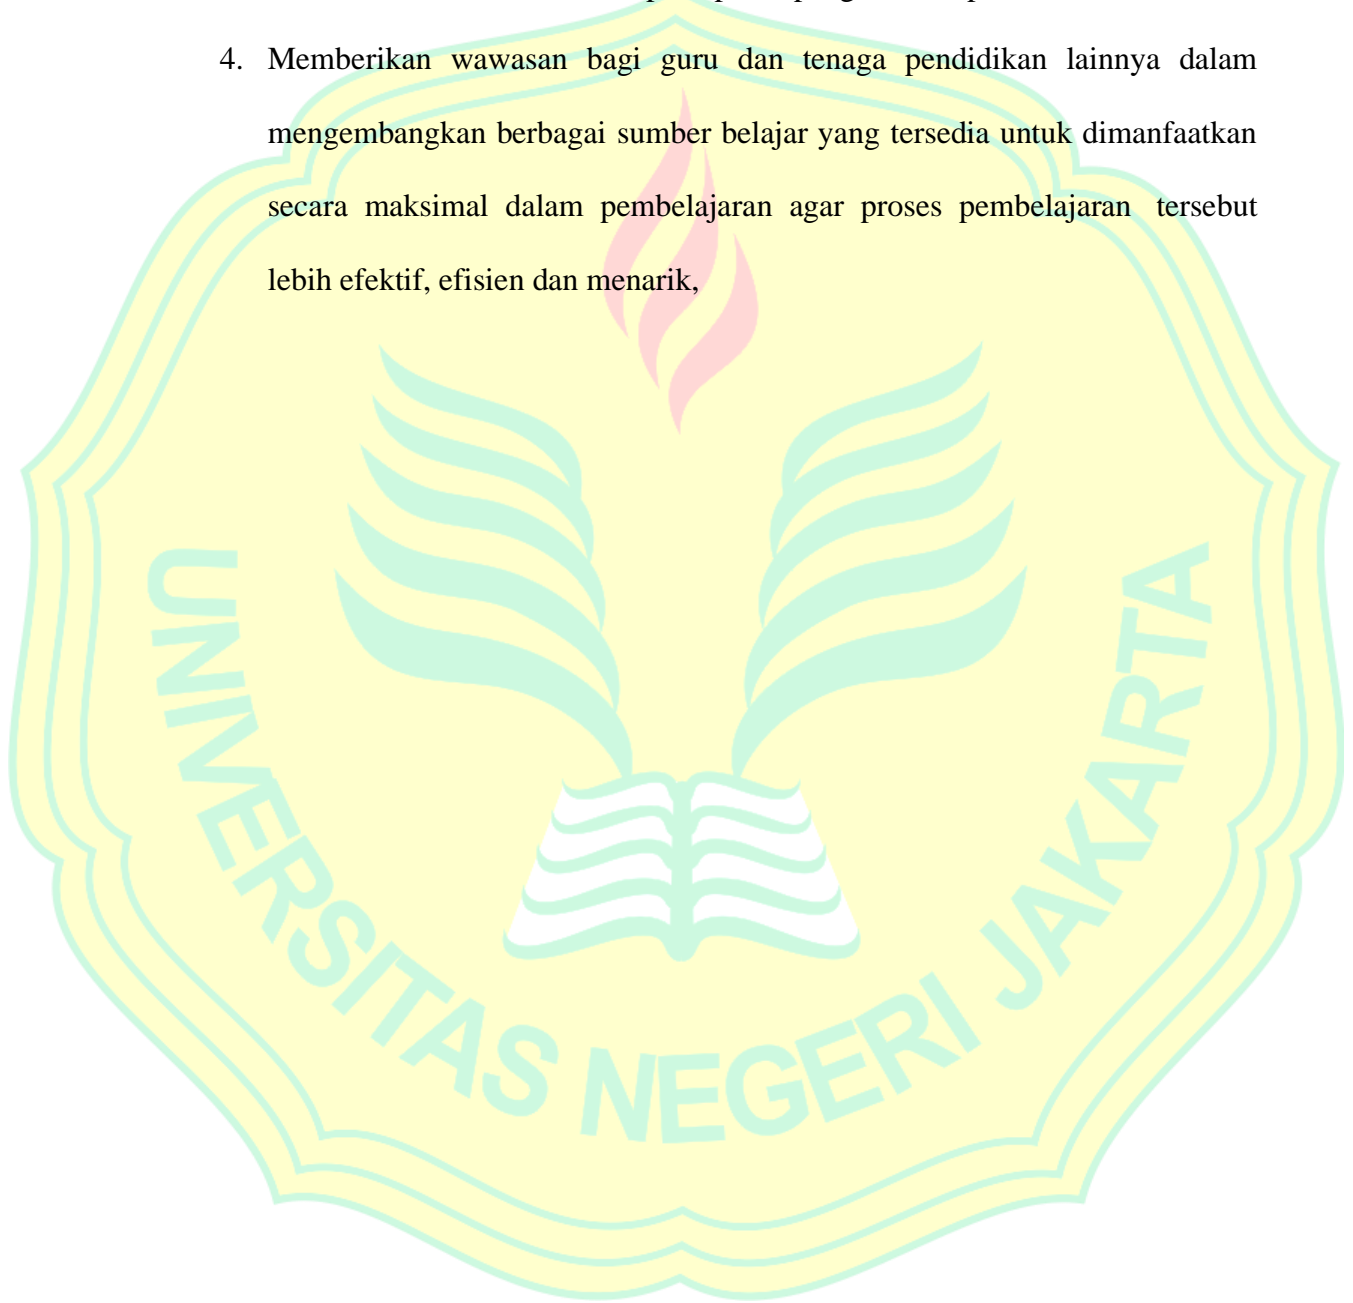 4. Memberikan wawasan bagi guru dan tenaga pendidikan lainnya dalam
mengembangkan berbagai sumber belajar yang tersedia untuk dimanfaatkan
secara maksimal dalam pembelajaran agar proses pembelajaran tersebut
lebih efektif, efisien dan menarik,
UNIVERSITAS NEGERI JAKARTA